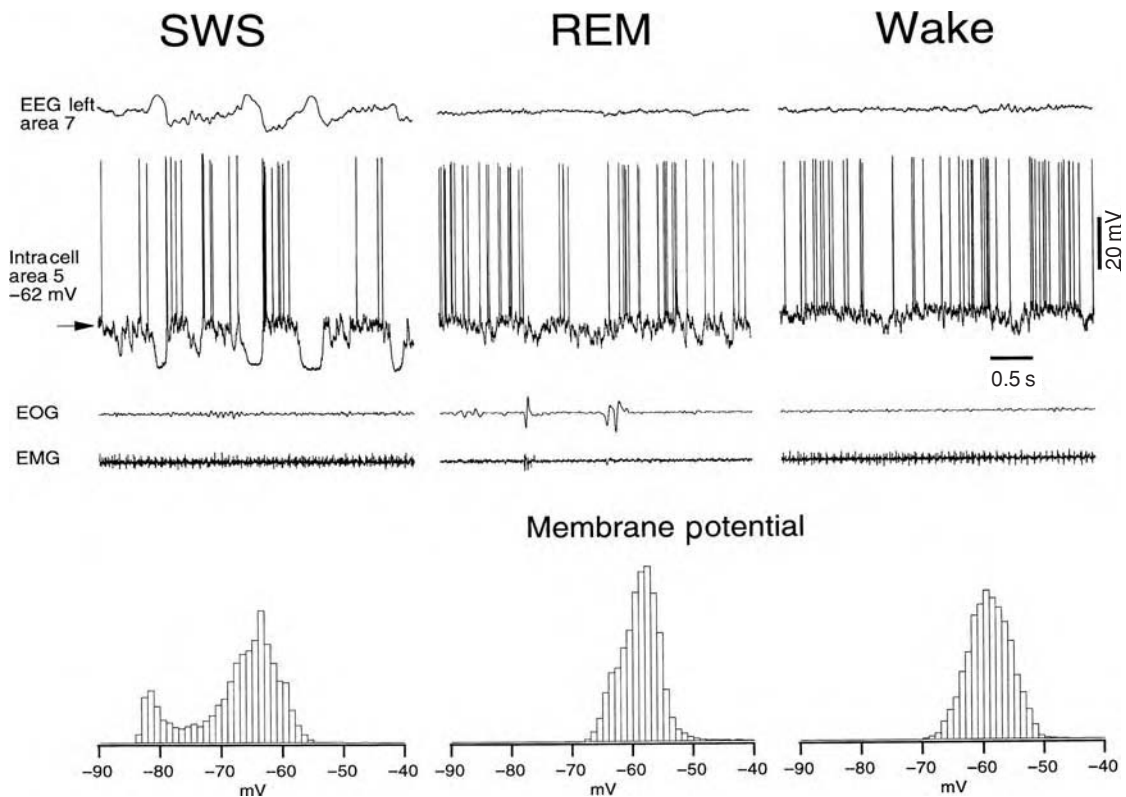 SWS REM Wake
EEG left
area 7
Intracell
area 5
–62 mV
20 mV
0.5 s
EOG
EMG
Membrane potential
–90 –80 –70 –60 –50 –40 –90 –80 –70 –60 –50 –40 –90 –80 –70 –60 –50 –40
mV mV mV